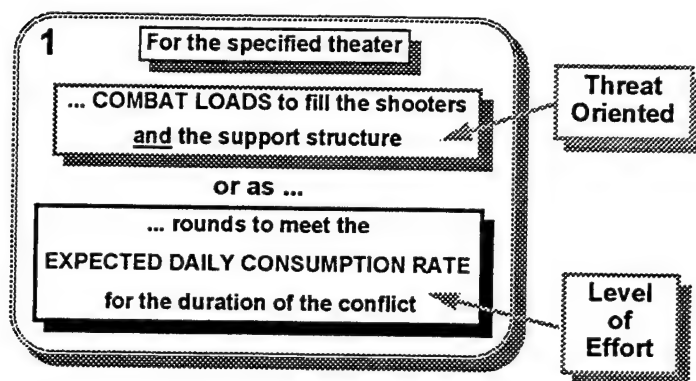 1
For the specified theater
... COMBAT LOADS to fill the shooters
and the support structure
Threat
Oriented
or as ...
... rounds to meet the
EXPECTED DAILY CONSUMPTION RATE
for the duration of the conflict
Level
of
Effort